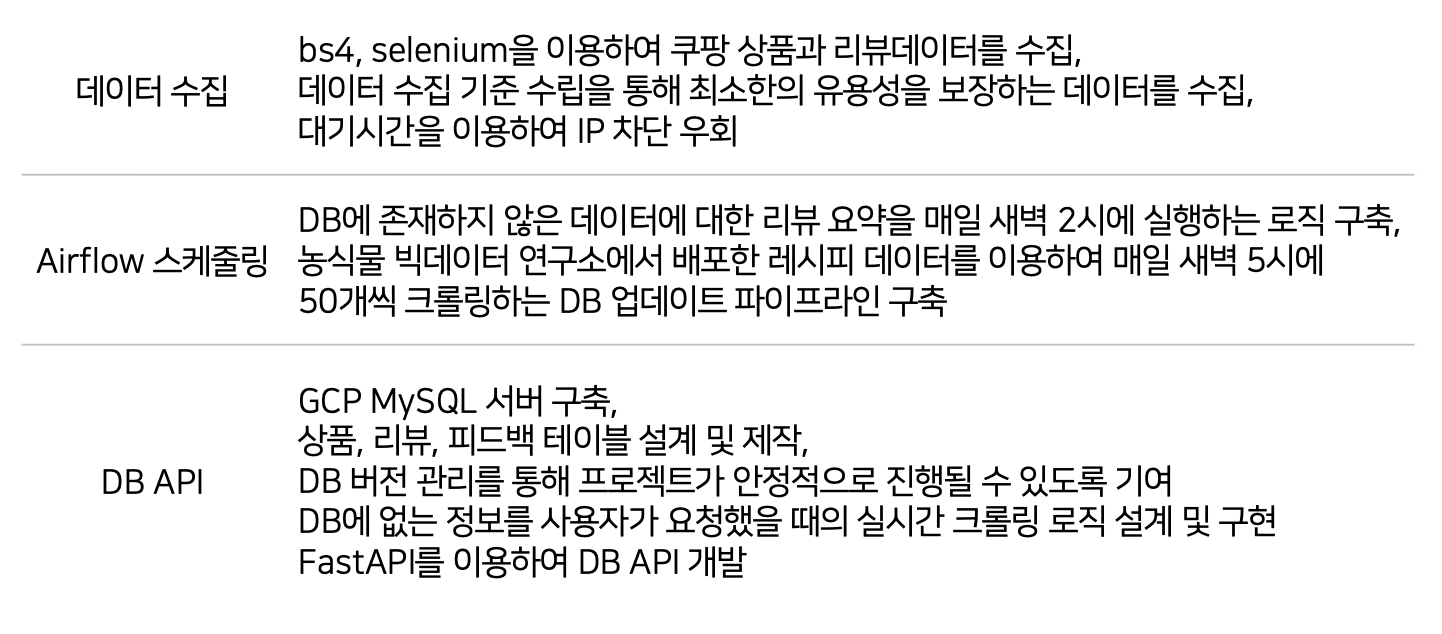 데이터 수집
bs4, selenium을 이용하여 쿠팡 상품과 리뷰데이터를 수집,
데이터 수집 기준 수립을 통해 최소한의 유용성을 보장하는 데이터를 수집,
대기시간을 이용하여 IP 차단 우회
Airflow 스케줄링
DB에 존재하지 않은 데이터에 대한 리뷰 요약을 매일 새벽 2시에 실행하는 로직 구축,
농식물 빅데이터 연구소에서 배포한 레시피 데이터를 이용하여 매일 새벽 5시에
50개씩 크롤링하는 DB 업데이트 파이프라인 구축
DB API
GCP MySQL 서버 구축,
상품, 리뷰, 피드백 테이블 설계 및 제작,
DB 버전 관리를 통해 프로젝트가 안정적으로 진행될 수 있도록 기여
DB에 없는 정보를 사용자가 요청했을 때의 실시간 크롤링 로직 설계 및 구현
FastAPI를 이용하여 DB API 개발